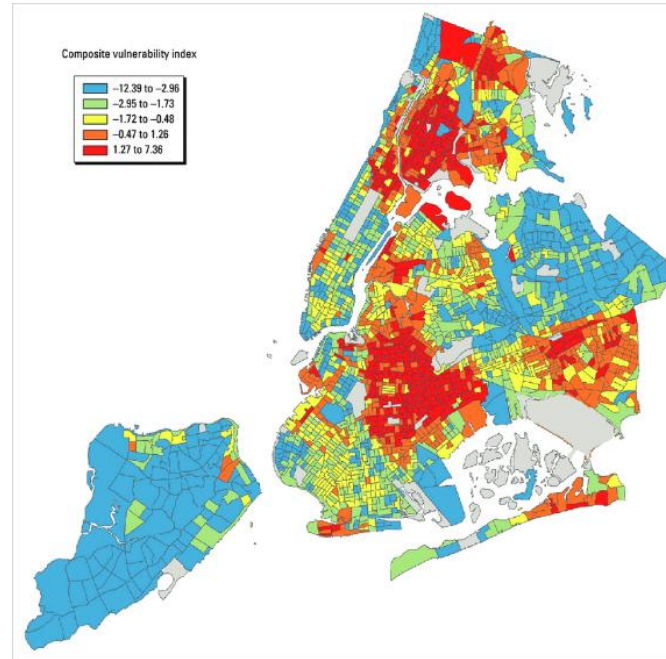 Composite vulnerability index
–12.39 to –2.96
–2.95 to –1.73
–1.72 to –0.48
–0.47 to 1.26
1.27 to 7.36